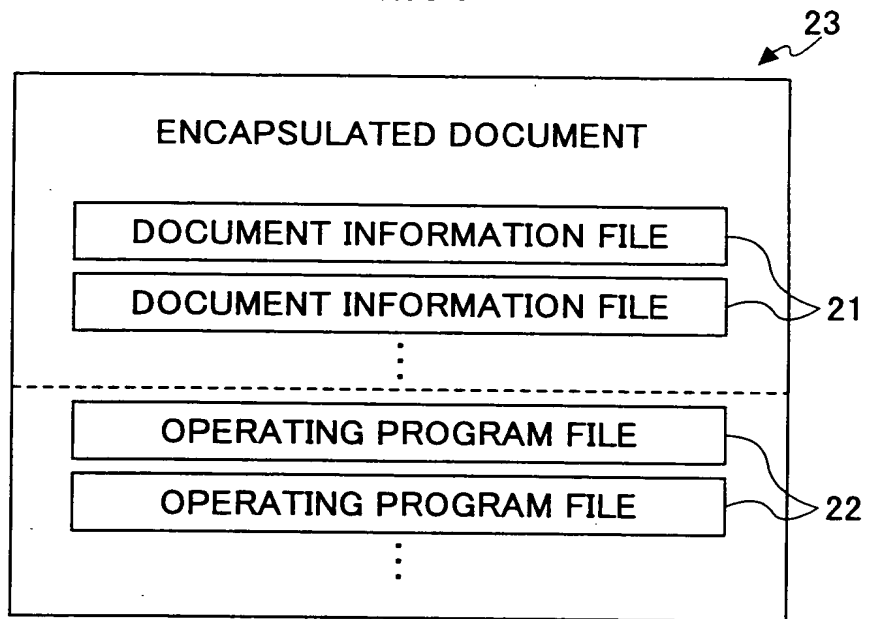 23
ENCAPSULATED DOCUMENT
DOCUMENT INFORMATION FILE
DOCUMENT INFORMATION FILE
21
OPERATING PROGRAM FILE
OPERATING PROGRAM FILE
22